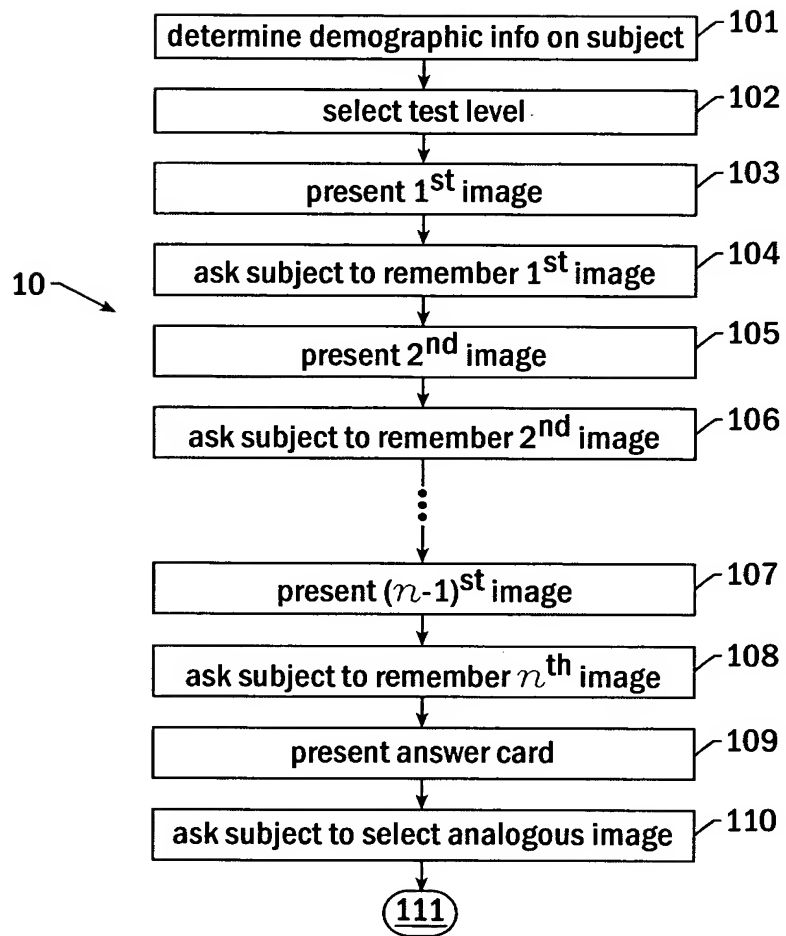 determine demographic info on subject 101
select test level 102
present 1st image 103
ask subject to remember 1st image 104
10
present 2nd image 105
ask subject to remember 2nd image 106
present (n-1)st image 107
ask subject to remember nth image 108
present answer card 109
ask subject to select analogous image 110
111